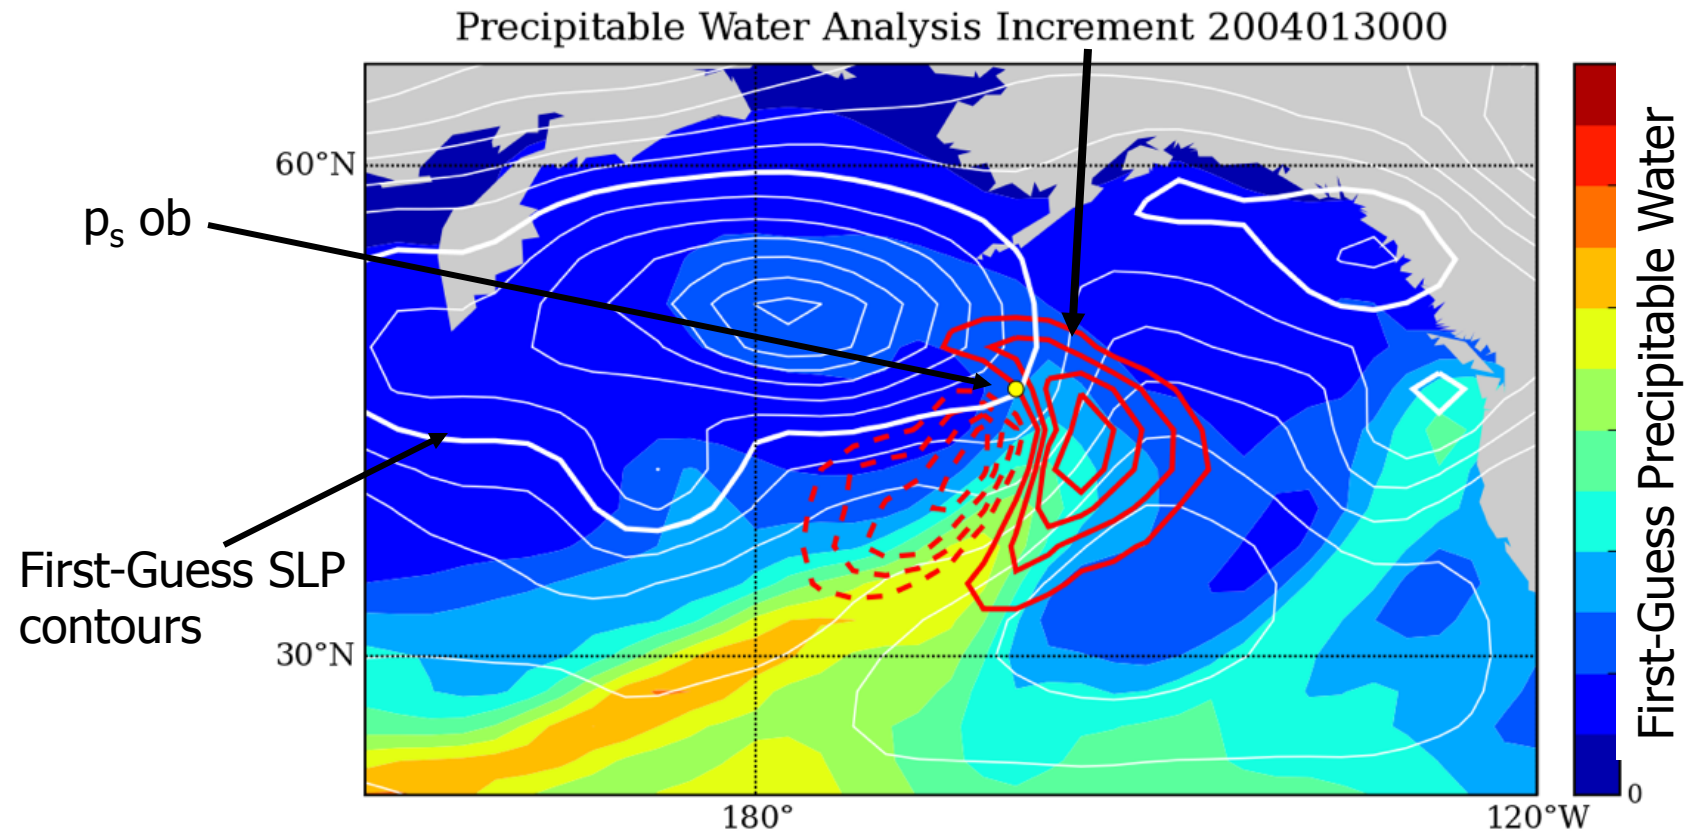 Precipitable Water Analysis Increment 2004013000
60°N
pₛ ob
First-Guess SLP
contours
30°N
180°
120°W
0
First-Guess Precipitable Water